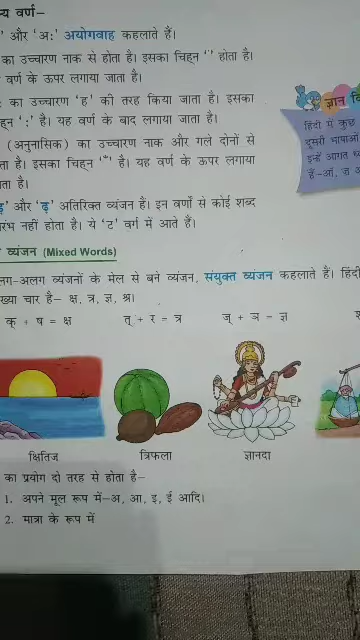 य वर्ण–
' और 'अः' अयोगवाह कहलाते हैं।
का उच्चारण नाक से होता है। इसका चिह्न '˙' होता है।
वर्ण के ऊपर लगाया जाता है।
का उच्चारण 'ह' की तरह किया जाता है। इसका
ह्न ':' है। यह वर्ण के बाद लगाया जाता है।
(अनुनासिक) का उच्चारण नाक और गले दोनों से
ता है। इसका चिह्न 'ँ' है। यह वर्ण के ऊपर लगाया
ता है।
ड़' और 'ढ़' अतिरिक्त व्यंजन हैं। इन वर्णों से कोई शब्द
रंभ नहीं होता है। ये 'ट' वर्ग में आते हैं।
ज्ञान
हिंदी में कुछ
दूसरी भाषाओं
इन्हें आगत
हैं–ऑ, ज़
व्यंजन (Mixed Words)
लग-अलग व्यंजनों के मेल से बने व्यंजन, संयुक्त व्यंजन कहलाते हैं। हिंदी
ख्या चार है– क्ष, त्र, ज्ञ, श्र।
क् + ष = क्ष त् + र = त्र ज् + ञ = ज्ञ
क्षितिज त्रिफला ज्ञानदा
का प्रयोग दो तरह से होता है–
1. अपने मूल रूप में–अ, आ, इ, ई आदि।
2. मात्रा के रूप में